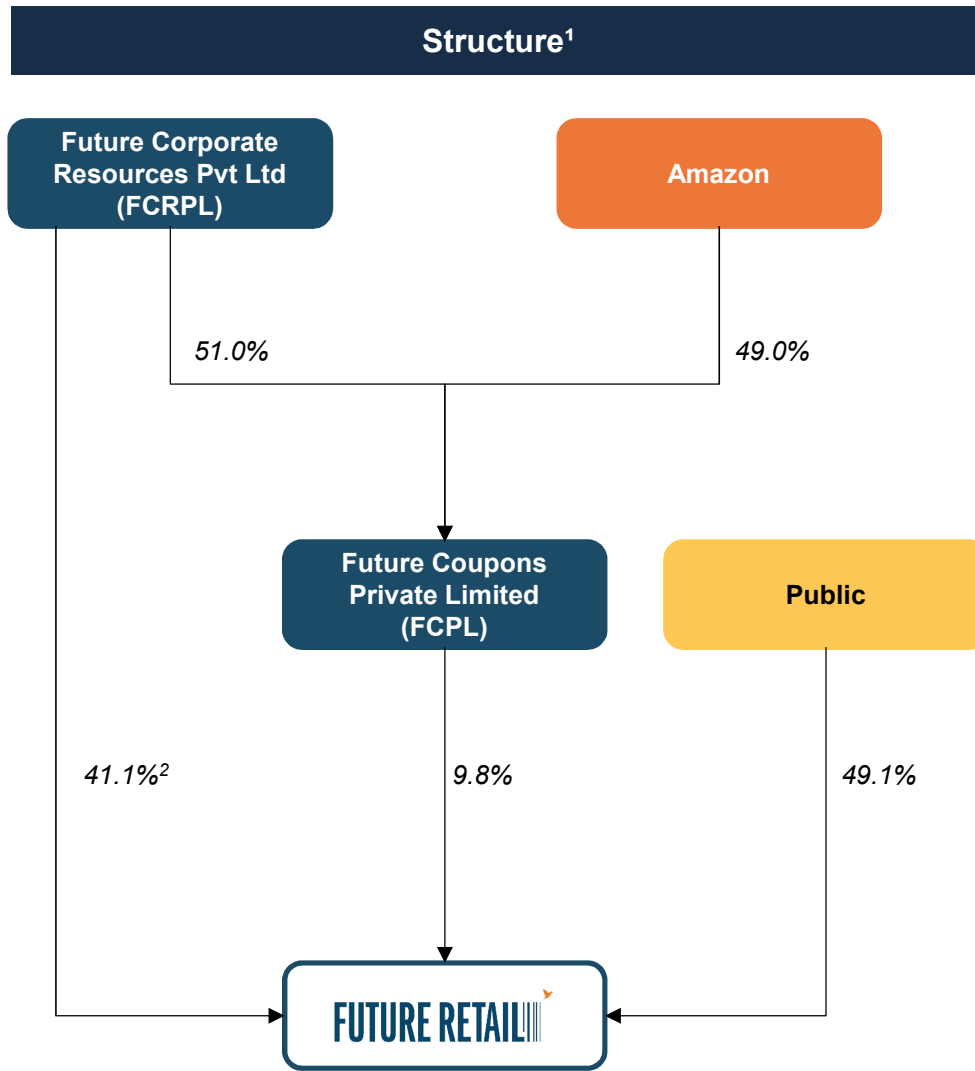 Structure¹
Future Corporate
Resources Pvt Ltd
(FCRPL)
Amazon
51.0%
49.0%
Future Coupons
Private Limited
(FCPL)
Public
41.1%²
9.8%
49.1%
FUTURE RETAIL